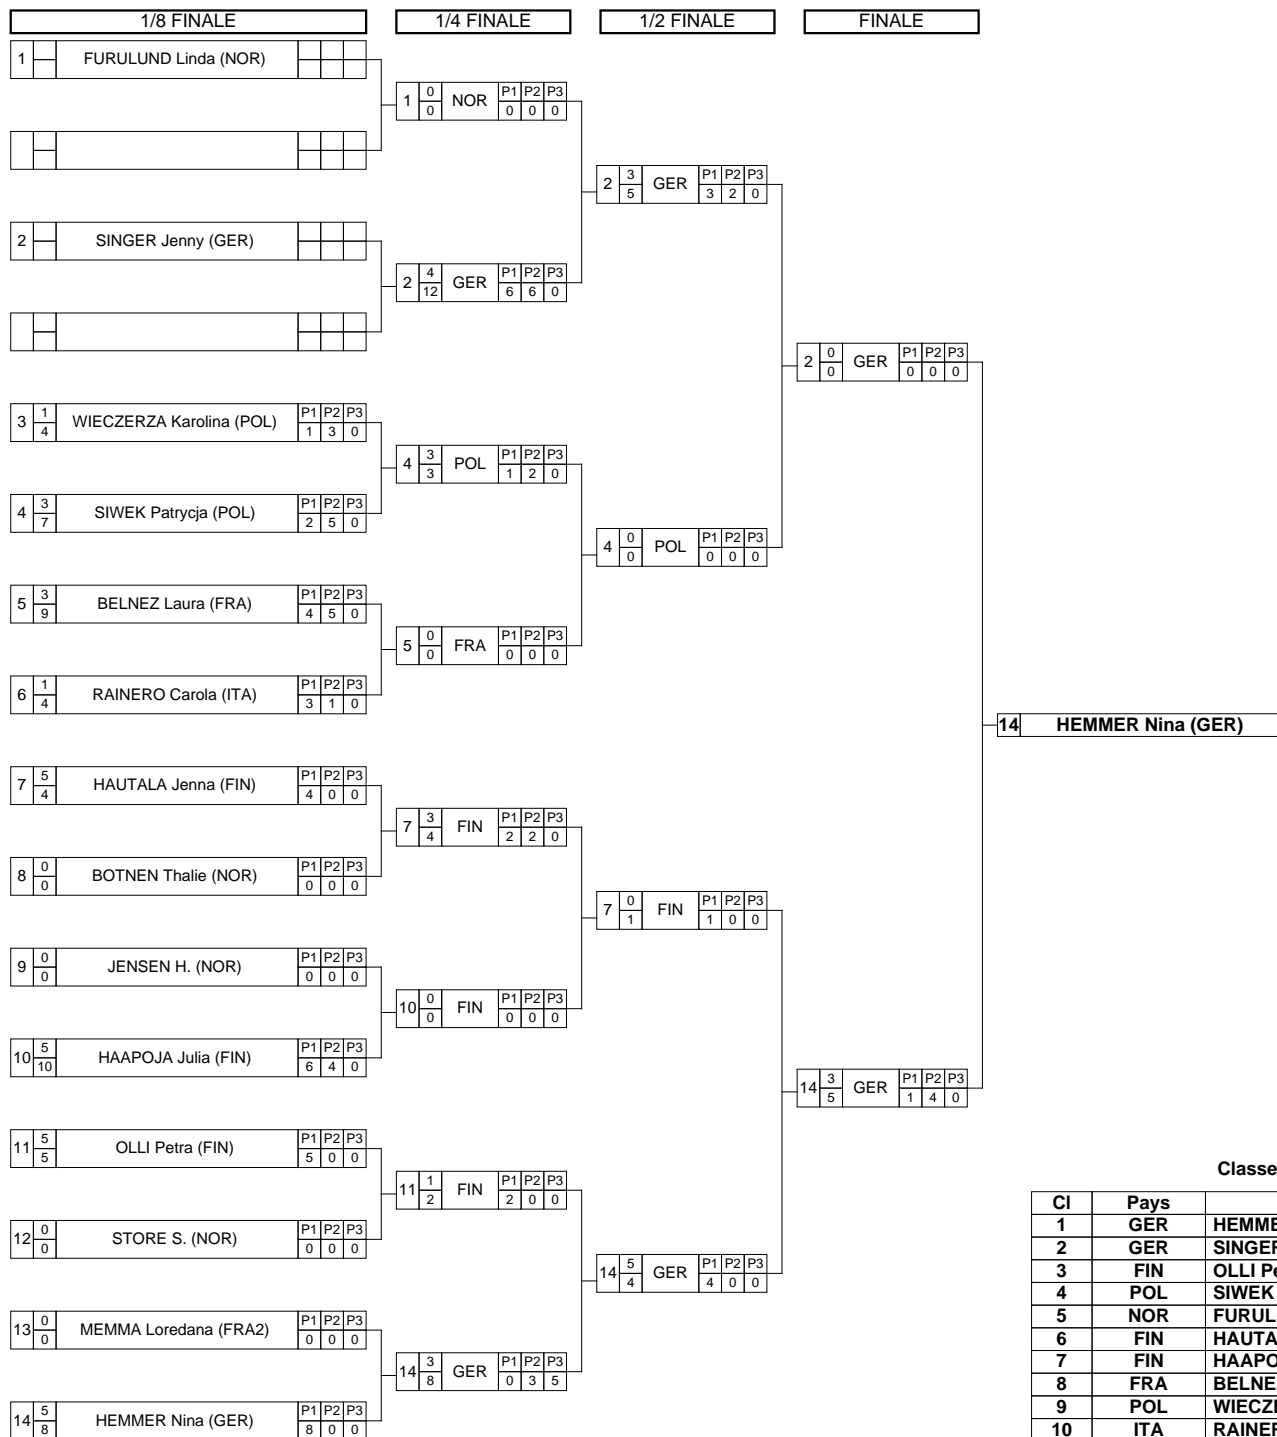 1/8 FINALE
1/4 FINALE
1/2 FINALE
FINALE
1 FURULUND Linda (NOR)
1 0 0 NOR P1 P2 P3 0 0 0
2 3 5 GER P1 P2 P3 3 2 0
2 SINGER Jenny (GER)
2 4 12 GER P1 P2 P3 6 6 0
2 0 0 GER P1 P2 P3 0 0 0
3 1 4 WIECZERZA Karolina (POL) P1 P2 P3 1 3 0
4 3 3 POL P1 P2 P3 1 2 0
4 3 7 SIWEK Patrycja (POL) P1 P2 P3 2 5 0
4 0 0 POL P1 P2 P3 0 0 0
5 3 9 BELNEZ Laura (FRA) P1 P2 P3 4 5 0
5 0 0 FRA P1 P2 P3 0 0 0
6 1 4 RAINERO Carola (ITA) P1 P2 P3 3 1 0
14 HEMMER Nina (GER)
7 5 4 HAUTALA Jenna (FIN) P1 P2 P3 4 0 0
7 3 4 FIN P1 P2 P3 2 2 0
8 0 0 BOTNEN Thalie (NOR) P1 P2 P3 0 0 0
7 0 1 FIN P1 P2 P3 1 0 0
9 0 0 JENSEN H. (NOR) P1 P2 P3 0 0 0
10 0 0 FIN P1 P2 P3 0 0 0
10 5 10 HAAPOJA Julia (FIN) P1 P2 P3 6 4 0
14 3 5 GER P1 P2 P3 1 4 0
11 5 5 OLLI Petra (FIN) P1 P2 P3 5 0 0
11 1 2 FIN P1 P2 P3 2 0 0
12 0 0 STORE S. (NOR) P1 P2 P3 0 0 0
14 5 4 GER P1 P2 P3 4 0 0
13 0 0 MEMMA Loredana (FRA2) P1 P2 P3 0 0 0
14 3 8 GER P1 P2 P3 0 3 5
14 5 8 HEMMER Nina (GER) P1 P2 P3 8 0 0
Classe
Cl Pays
1 GER HEMME
2 GER SINGER
3 FIN OLLI Pe
4 POL SIWEK
5 NOR FURUL
6 FIN HAUTA
7 FIN HAAPO
8 FRA BELNE
9 POL WIECZ
10 ITA RAINER